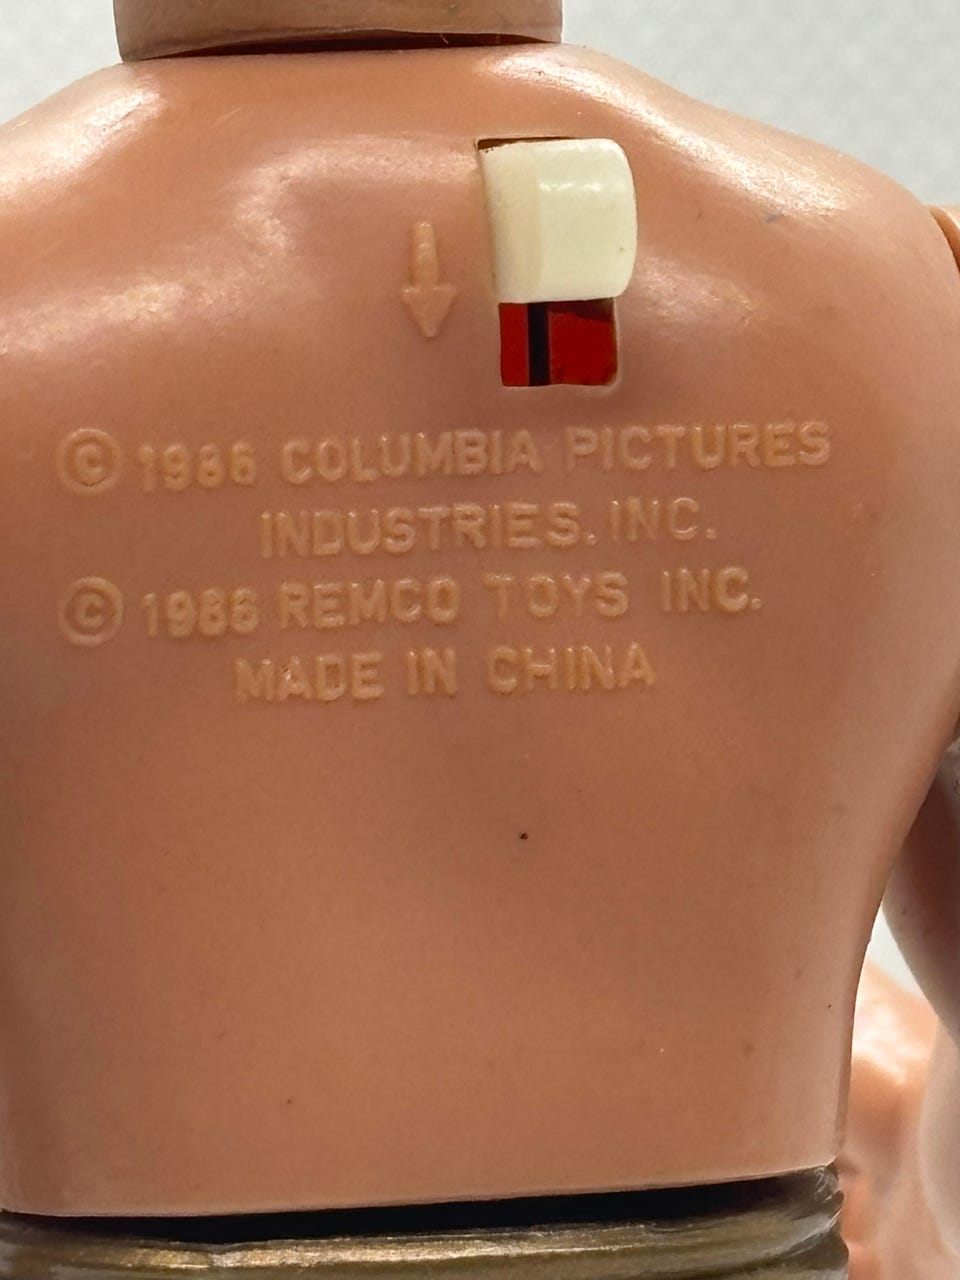 © 1986 COLUMBIA PICTURES
INDUSTRIES, INC.
© 1986 REMCO TOYS INC.
MADE IN CHINA